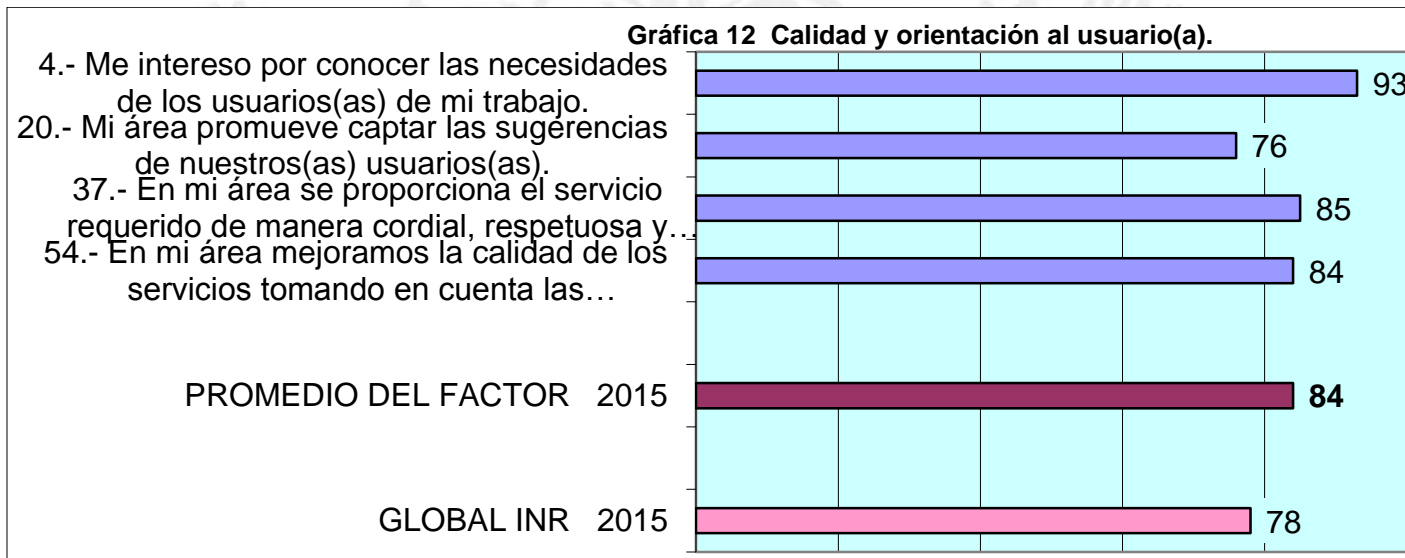 Gráfica 12  Calidad y orientación al usuario(a).
4.- Me intereso por conocer las necesidades
de los usuarios(as) de mi trabajo.
93
20.- Mi área promueve captar las sugerencias
de nuestros(as) usuarios(as).
76
37.- En mi área se proporciona el servicio
requerido de manera cordial, respetuosa y…
85
54.- En mi área mejoramos la calidad de los
servicios tomando en cuenta las…
84
PROMEDIO DEL FACTOR   2015
84
GLOBAL INR   2015
78